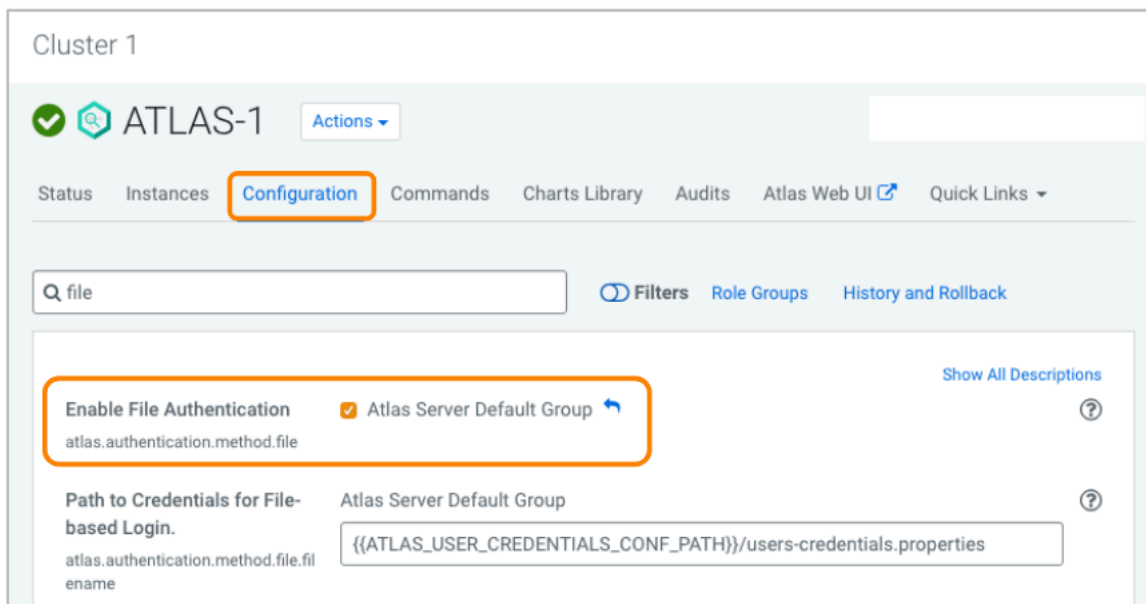 Cluster 1
ATLAS-1 Actions
Status Instances Configuration Commands Charts Library Audits Atlas Web UI Quick Links
file Filters Role Groups History and Rollback
Show All Descriptions
Enable File Authentication Atlas Server Default Group
atlas.authentication.method.file
Path to Credentials for File- Atlas Server Default Group
based Login. {{ATLAS_USER_CREDENTIALS_CONF_PATH}}/users-credentials.properties
atlas.authentication.method.file.fil
ename